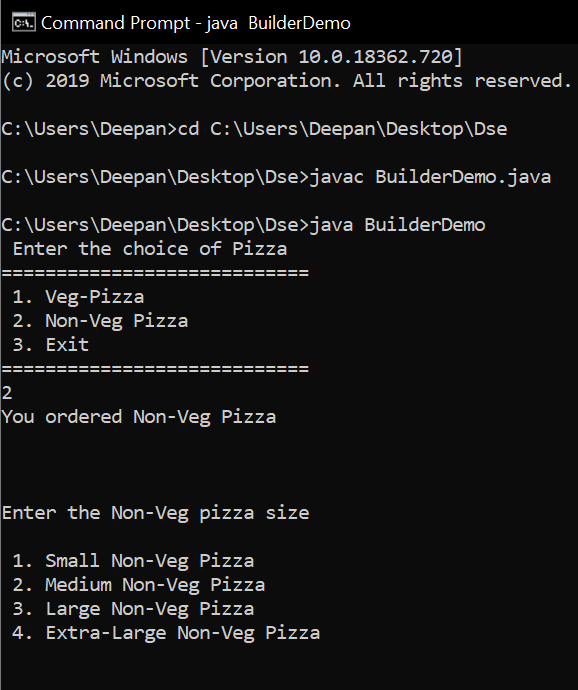 Command Prompt - java  BuilderDemo
Microsoft Windows [Version 10.0.18362.720]
(c) 2019 Microsoft Corporation. All rights reserved.
C:\Users\Deepan>cd C:\Users\Deepan\Desktop\Dse
C:\Users\Deepan\Desktop\Dse>javac BuilderDemo.java
C:\Users\Deepan\Desktop\Dse>java BuilderDemo
 Enter the choice of Pizza
============================
 1. Veg-Pizza
 2. Non-Veg Pizza
 3. Exit
============================
2
You ordered Non-Veg Pizza
Enter the Non-Veg pizza size
 1. Small Non-Veg Pizza
 2. Medium Non-Veg Pizza
 3. Large Non-Veg Pizza
 4. Extra-Large Non-Veg Pizza